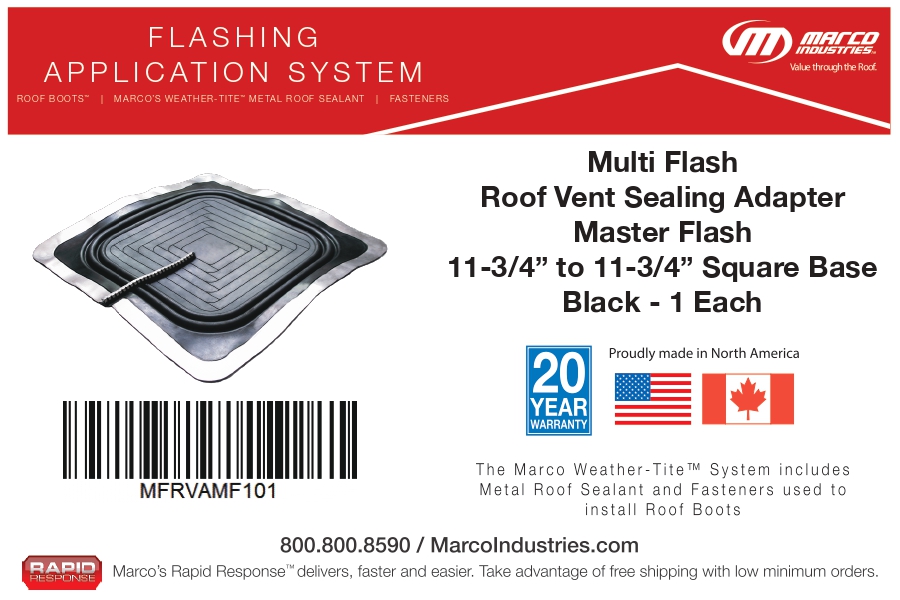 FLASHING
APPLICATION SYSTEM
ROOF BOOTS™ | MARCO'S WEATHER-TITE™ METAL ROOF SEALANT | FASTENERS
MARCO
INDUSTRIES™
Value through the Roof.
Multi Flash
Roof Vent Sealing Adapter
Master Flash
11-3/4” to 11-3/4” Square Base
Black - 1 Each
20
YEAR
WARRANTY
Proudly made in North America
MFRVAMF101
The Marco Weather-Tite™ System includes
Metal Roof Sealant and Fasteners used to
install Roof Boots
800.800.8590 / MarcoIndustries.com
RAPID
RESPONSE
Marco's Rapid Response™ delivers, faster and easier. Take advantage of free shipping with low minimum orders.